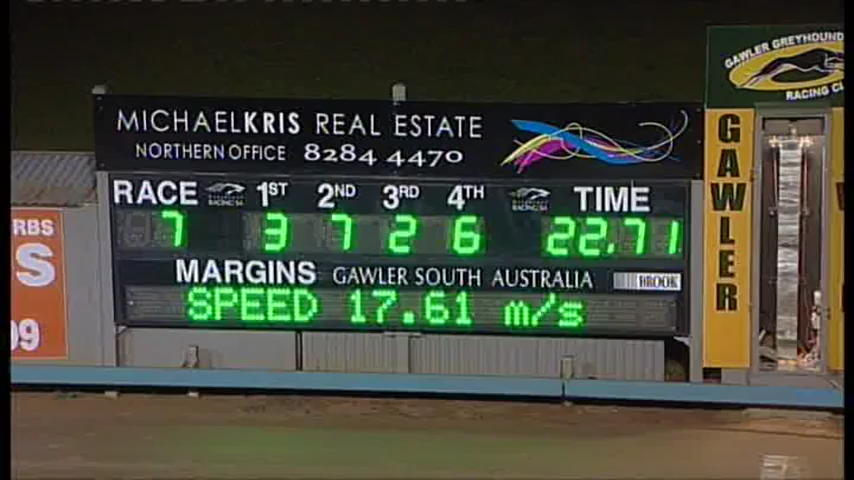 GAWLER GREYHOUND
RACING CL
MICHAELKRIS REAL ESTATE
NORTHERN OFFICE 8284 4470
RACE 1ST 2ND 3RD 4TH TIME
7 3 7 2 6 22.71
MARGINS GAWLER SOUTH AUSTRALIA BROOK
SPEED 17.61 m/s
GAWLER
RBS
S
09